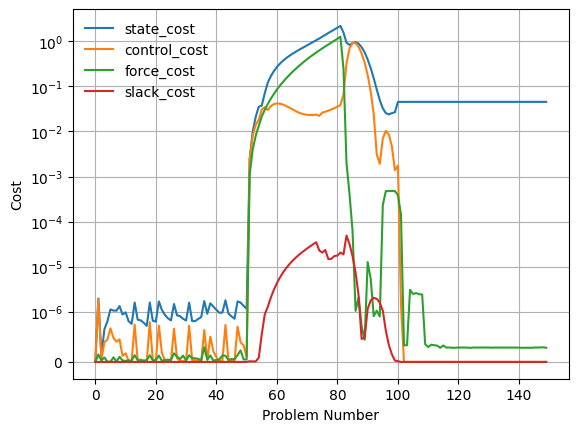 state_cost
control_cost
force_cost
slack_cost
10^0
10^-1
10^-2
10^-3
10^-4
10^-5
10^-6
0
Cost
0 20 40 60 80 100 120 140
Problem Number